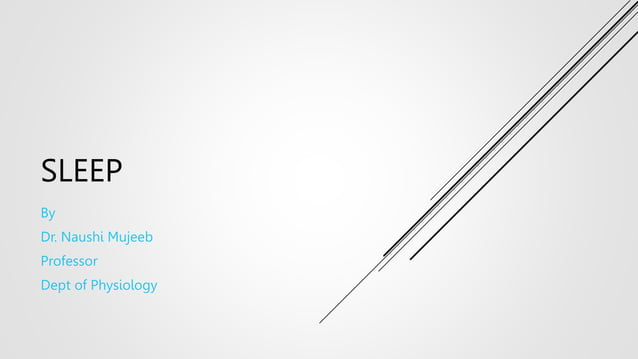 SLEEP
By
Dr. Naushi Mujeeb
Professor
Dept of Physiology